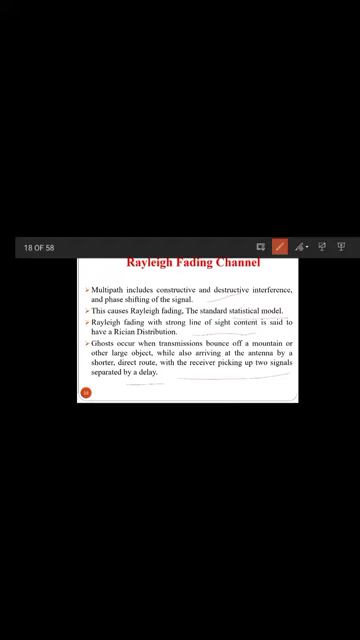 18 OF 58
Rayleigh Fading Channel
➢ Multipath includes constructive and destructive interference,
and phase shifting of the signal.
➢ This causes Rayleigh fading, The standard statistical model.
➢ Rayleigh fading with strong line of sight content is said to
have a Rician Distribution.
➢ Ghosts occur when transmissions bounce off a mountain or
other large object, while also arriving at the antenna by a
shorter, direct route, with the receiver picking up two signals
separated by a delay.